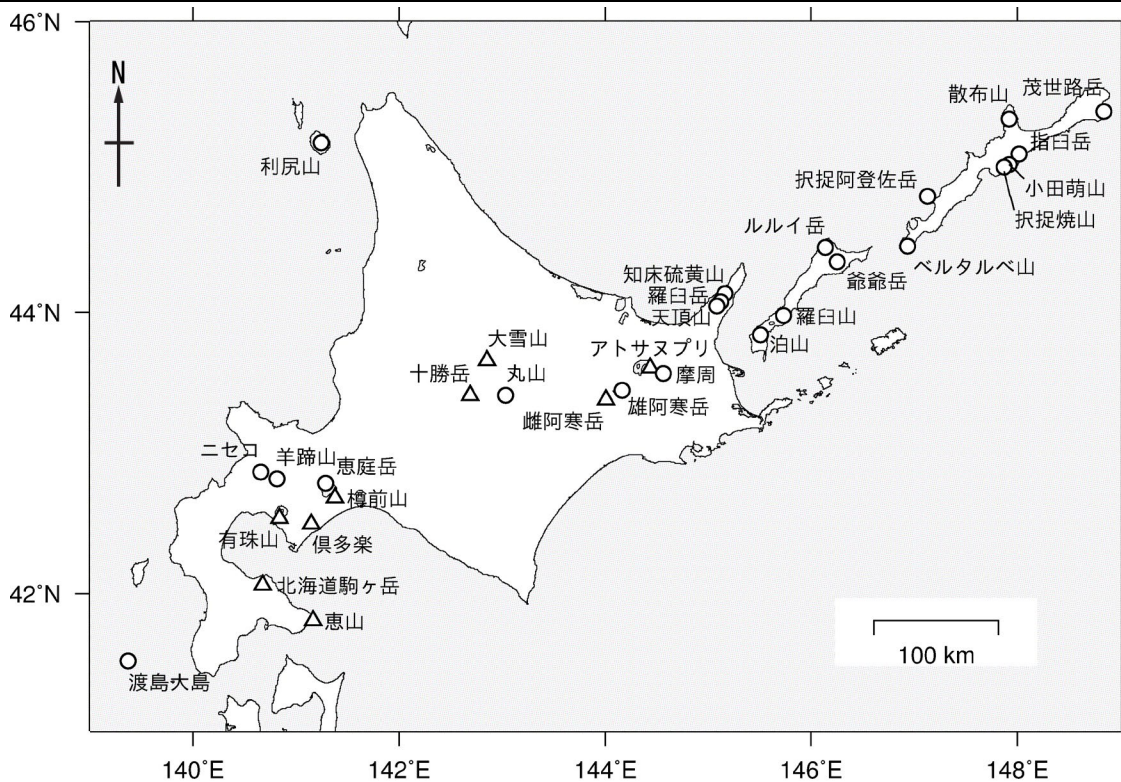 46°N
N
散布山
茂世路岳
利尻山
指臼岳
択捉阿登佐岳
小田萌山
択捉焼山
ルルイ岳
ベルタルベ山
爺爺岳
知床硫黄山
羅臼岳
天頂山
44°N
羅臼山
泊山
大雪山
アトサヌプリ
十勝岳
丸山
摩周
雌阿寒岳
雄阿寒岳
ニセコ
羊蹄山
恵庭岳
樽前山
有珠山
倶多楽
42°N
北海道駒ヶ岳
恵山
100 km
渡島大島
140°E
142°E
144°E
146°E
148°E